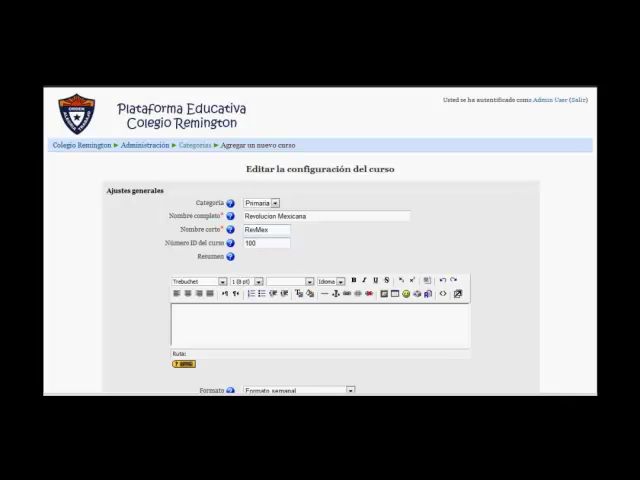 Usted se ha autentificado como Admin Caer (Salir)
Plataforma Educativa
Colegio Remington
Colegio Remington ► Administración ► Categorías ► Agregar un nuevo curso
Editar la configuración del curso
Ajustes generales
Categoría Primaria
Nombre completo* Revolucion Mexicana
Nombre corto* RevMex
Número ID del curso 100
Resumen
Trebuchet 1 (8 pt) Idioma B I U S
Ruta:
Formato Formato semanal